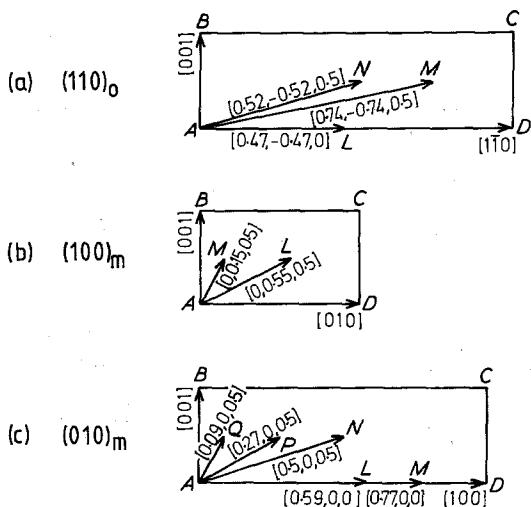 B C
[001]
(a) (110)o
N M
[0.52,-0.52,0.5]
[0.74,-0.74,0.5]
A D
[0.47,-0.47,0] L [11̄0]
B C
[001]
(b) (100)m
M L
[0,0.15,0.5]
[0,0.55,0.5]
A D
[010]
B C
[001]
(c) (010)m
[0.09,0,0.5]
Q P N
[0.27,0,0.5]
[0.5,0,0.5]
L M
A D
[0.59,0,0] [0.77,0,0] [100]